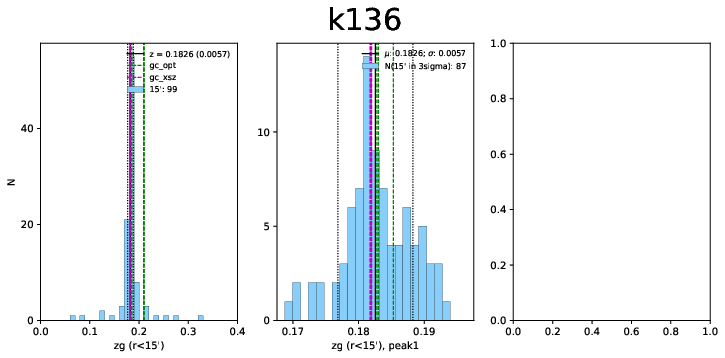 k136
z = 0.1826 (0.0057)
gc_opt
gc_xsz
15': 99
N
0
20
40
0.0 0.1 0.2 0.3 0.4
zg (r<15')
μ: 0.1826; σ: 0.0057
N(15' in 3sigma): 87
0
5
10
0.17 0.18 0.19
zg (r<15'), peak1
1.0
0.8
0.6
0.4
0.2
0.0
0.0 0.2 0.4 0.6 0.8 1.0